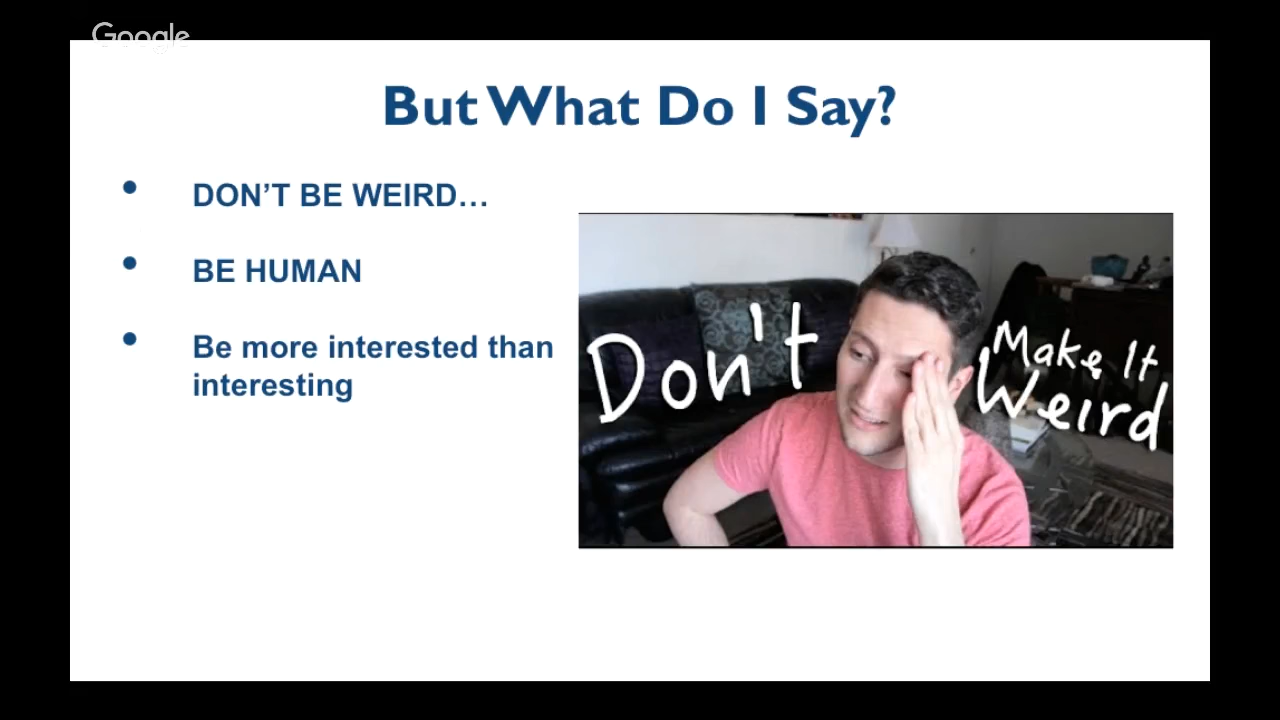 Google
But What Do I Say?
• DON’T BE WEIRD…
• BE HUMAN
• Be more interested than
interesting
Don't
Make It
Weird